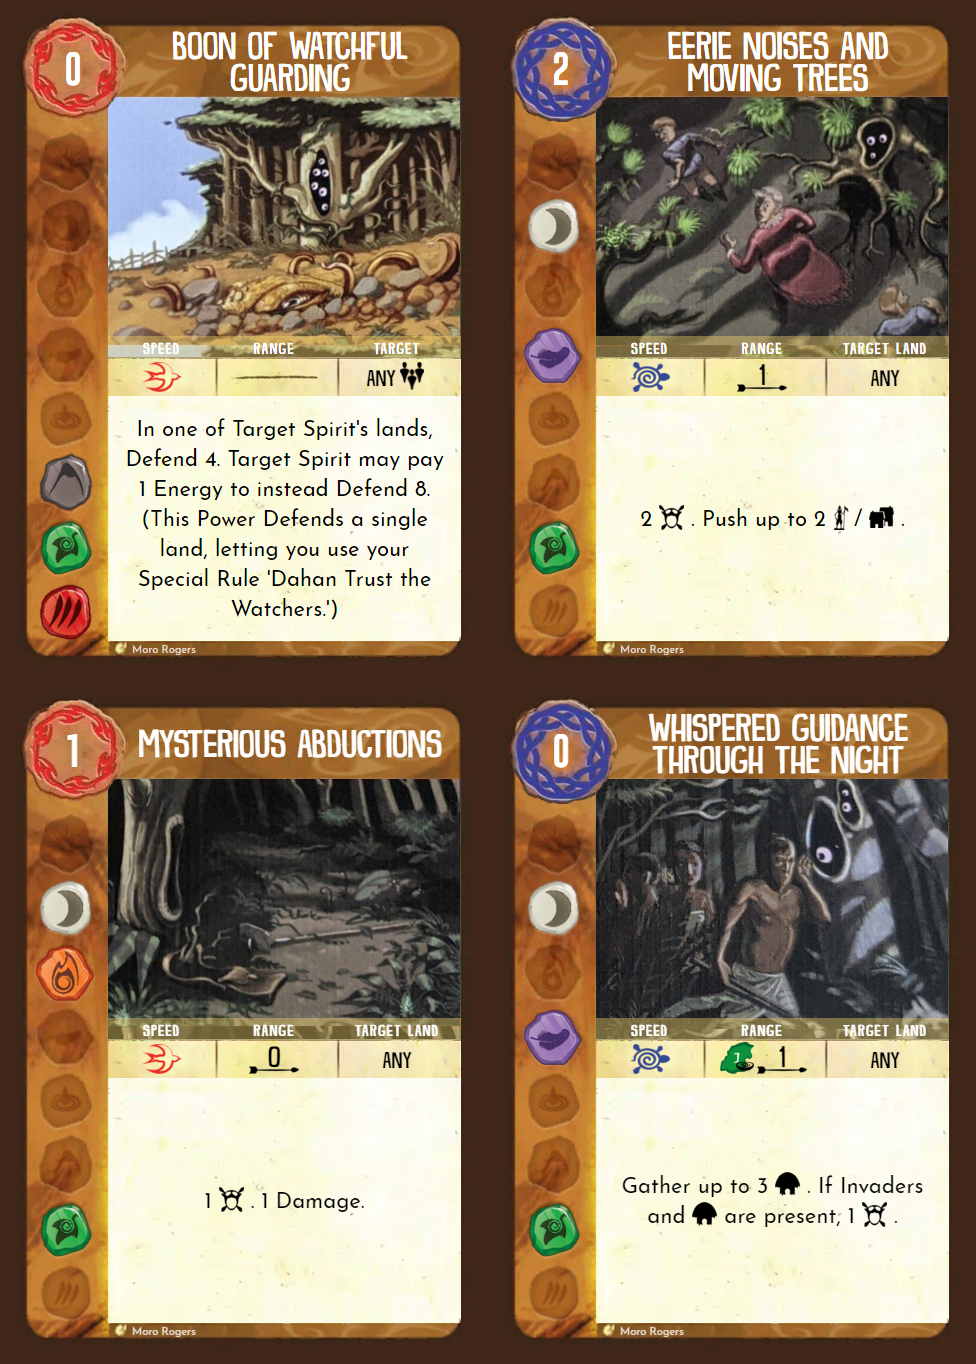 0
BOON OF WATCHFUL
GUARDING
SPEED RANGE TARGET
ANY
In one of Target Spirit's lands,
Defend 4. Target Spirit may pay
1 Energy to instead Defend 8.
(This Power Defends a single
land, letting you use your
Special Rule 'Dahan Trust the
Watchers.')
Moro Rogers
2
EERIE NOISES AND
MOVING TREES
SPEED RANGE TARGET LAND
1 ANY
2 . Push up to 2 / .
Moro Rogers
1
MYSTERIOUS ABDUCTIONS
SPEED RANGE TARGET LAND
0 ANY
1 . 1 Damage.
Moro Rogers
0
WHISPERED GUIDANCE
THROUGH THE NIGHT
SPEED RANGE TARGET LAND
1 ANY
Gather up to 3 . If Invaders
and are present, 1 .
Moro Rogers